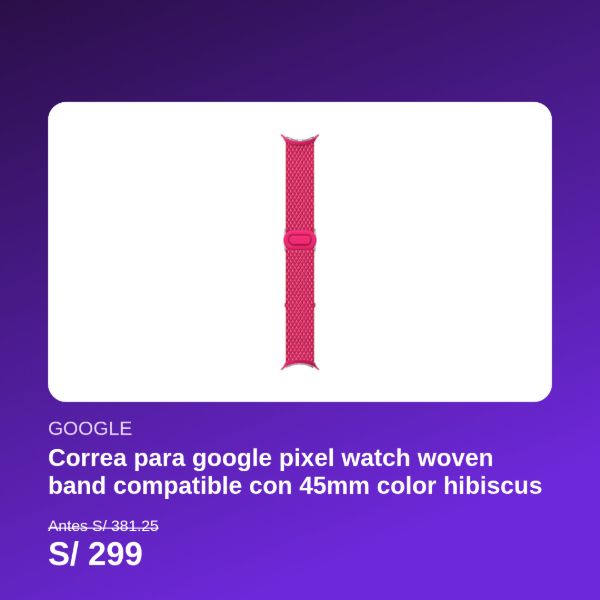 GOOGLE
Correa para google pixel watch woven
band compatible con 45mm color hibiscus
Antes S/ 381.25
S/ 299